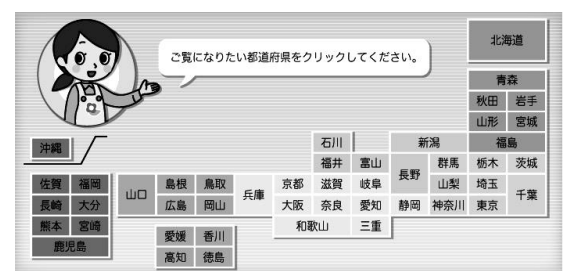 ご覧になりたい都道府県をクリックしてください。
北海道
青森
秋田 岩手
山形 宮城
沖縄
石川 新潟 福島
福井 富山 長野 群馬 栃木 茨城
佐賀 福岡 山口 島根 鳥取 兵庫 京都 滋賀 岐阜 山梨 埼玉 千葉
長崎 大分 広島 岡山 大阪 奈良 愛知 静岡 神奈川 東京
熊本 宮崎 和歌山 三重
鹿児島 愛媛 香川
高知 徳島